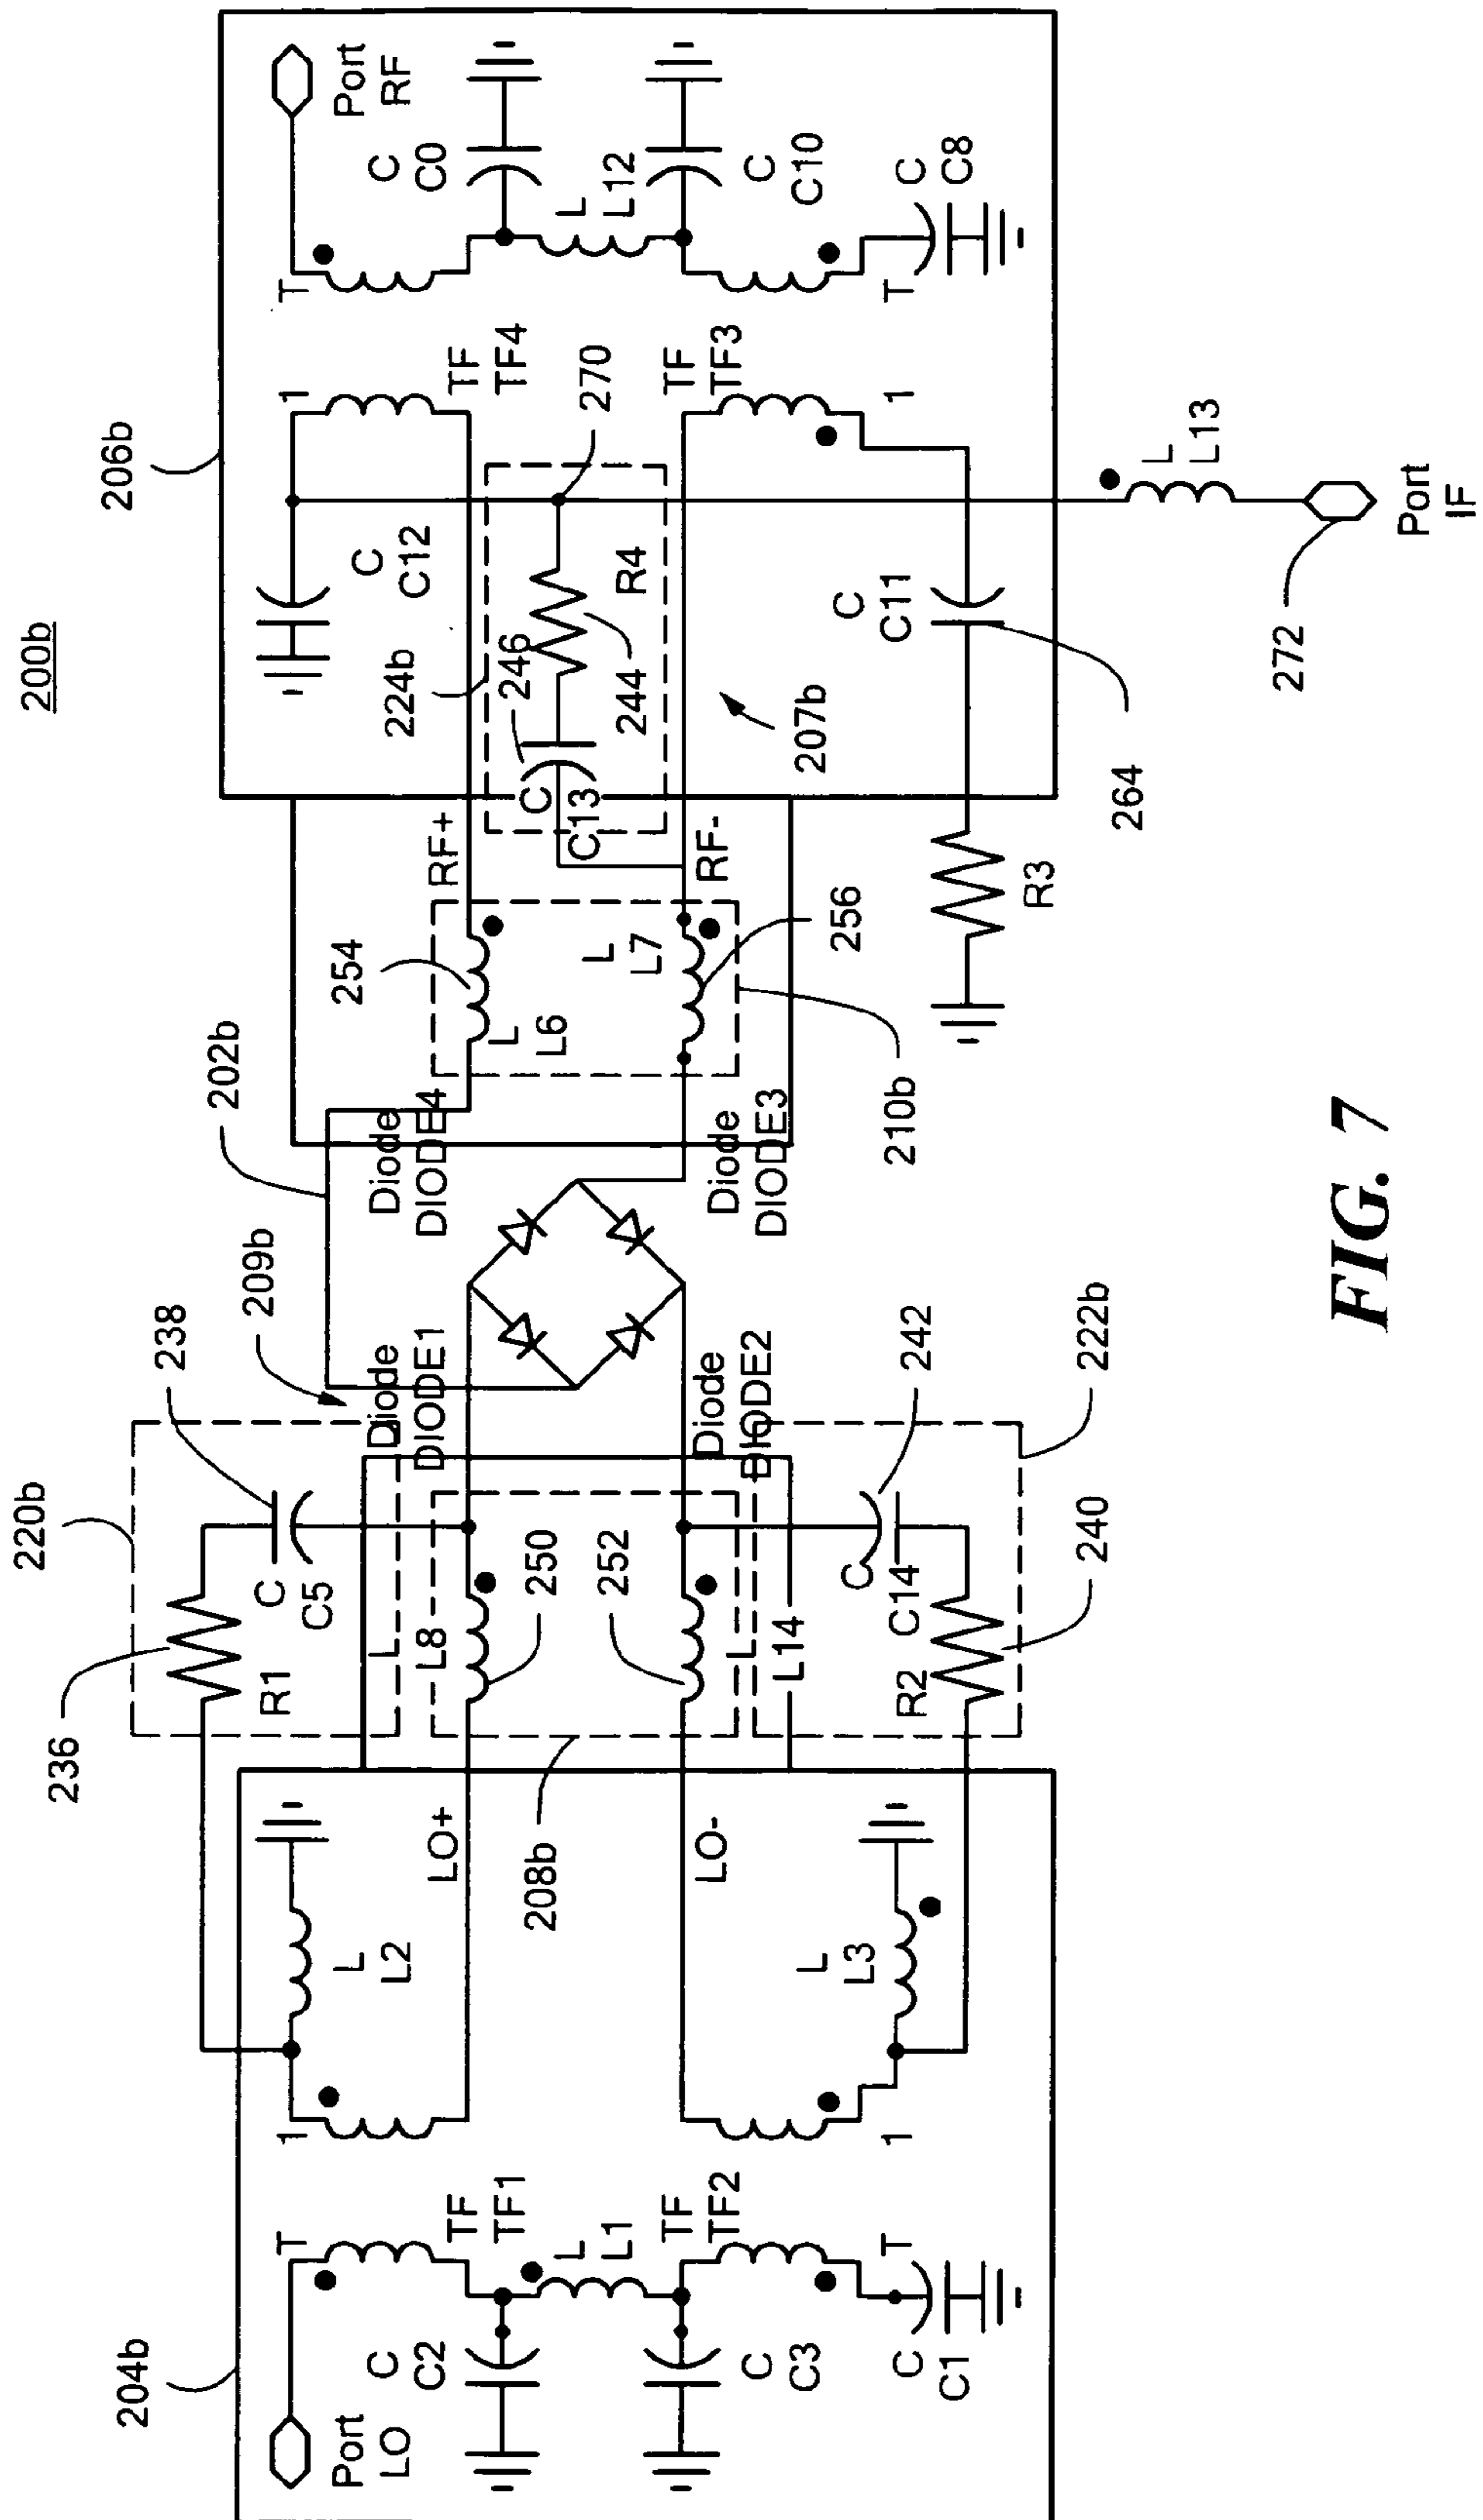 200b
206b
Port
RF
C
C0
L
L12
C
C10
C
C8
T
T
1
TF
TF4
270
TF
TF3
1
C
C12
224b
246
244
R4
C
C11
207b
L
L13
Port
IF
272
264
C
C13
RF+
RF-
254
L
L7
L
L6
256
R3
202b
210b
Diode
DIODE4
Diode
DIODE3
209b
238
Diode
DIODE1
Diode
DIODE2
242
222b
220b
C
C5
250
252
C
C14
240
236
R1
L
L8
L
L14
R2
208b
LO+
LO-
L
L2
L
L3
1
1
TF
TF1
L
L1
TF
TF2
T
T
204b
C
C2
C
C3
C
C1
Port
LO
FIG. 7